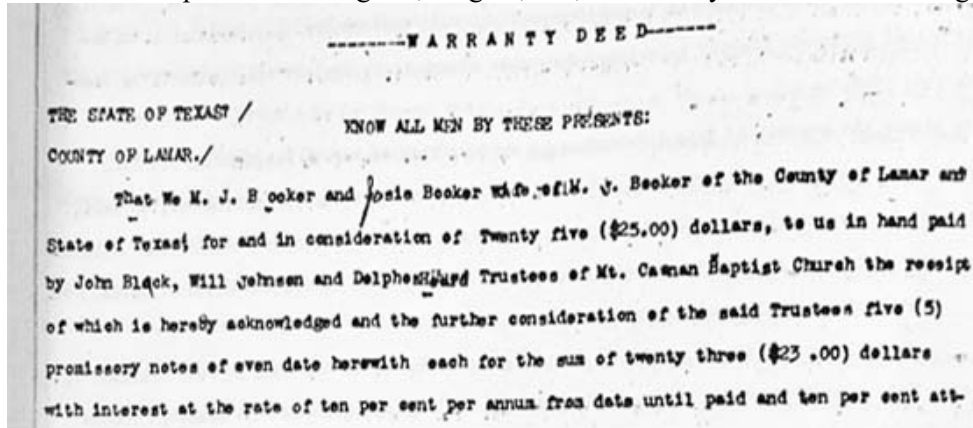 --------WARRANTY DEED-------
THE STATE OF TEXAS /
KNOW ALL MEN BY THESE PRESENTS:
COUNTY OF LAMAR./
That We M. J. B ooker and Josie Booker wife of M. J. Booker of the County of Lamar and
State of Texas, for and in consideration of Twenty five ($25.00) dollars, to us in hand paid
by John Black, Will Johnson and Trustees of Mt. Caanan Baptist Church the receipt
of which is hereby acknowledged and the further consideration of the said Trustees five (5)
promissory notes of even date herewith each for the sum of twenty three ($23 .00) dollars
with interest at the rate of ten per cent per annum from date until paid and ten per cent att-